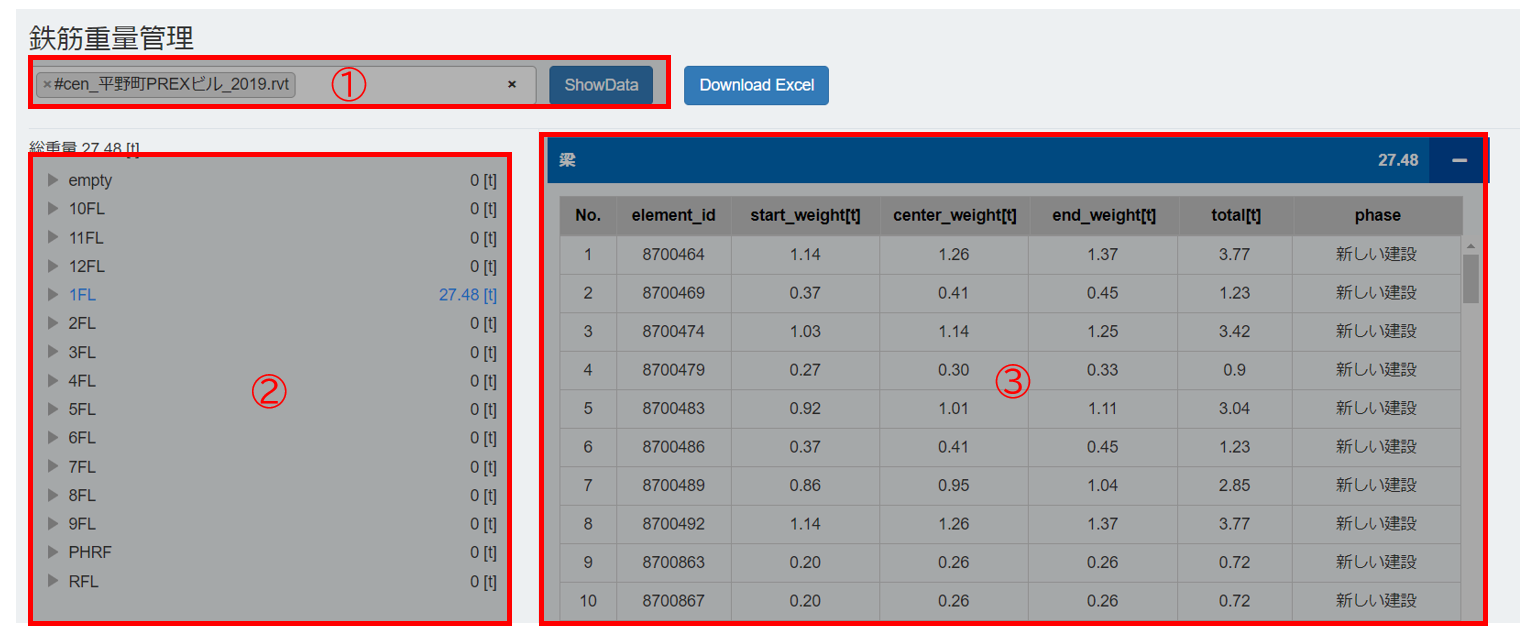 鉄筋重量管理
×#cen_平野町PREXビル_2019.rvt ① × ShowData Download Excel
総重量 27.48 [t]
empty 0 [t]
10FL 0 [t]
11FL 0 [t]
12FL 0 [t]
1FL 27.48 [t]
2FL 0 [t]
3FL 0 [t]
4FL 0 [t]
5FL 0 [t]
6FL 0 [t]
7FL 0 [t]
8FL 0 [t]
9FL 0 [t]
PHRF 0 [t]
RFL 0 [t]
②
梁 27.48
No. element_id start_weight[t] center_weight[t] end_weight[t] total[t] phase
1 8700464 1.14 1.26 1.37 3.77 新しい建設
2 8700469 0.37 0.41 0.45 1.23 新しい建設
3 8700474 1.03 1.14 1.25 3.42 新しい建設
4 8700479 0.27 0.30 0.33 0.9 新しい建設
5 8700483 0.92 1.01 1.11 3.04 新しい建設
6 8700486 0.37 0.41 0.45 1.23 新しい建設
7 8700489 0.86 0.95 1.04 2.85 新しい建設
8 8700492 1.14 1.26 1.37 3.77 新しい建設
9 8700863 0.20 0.26 0.26 0.72 新しい建設
10 8700867 0.20 0.26 0.26 0.72 新しい建設
③